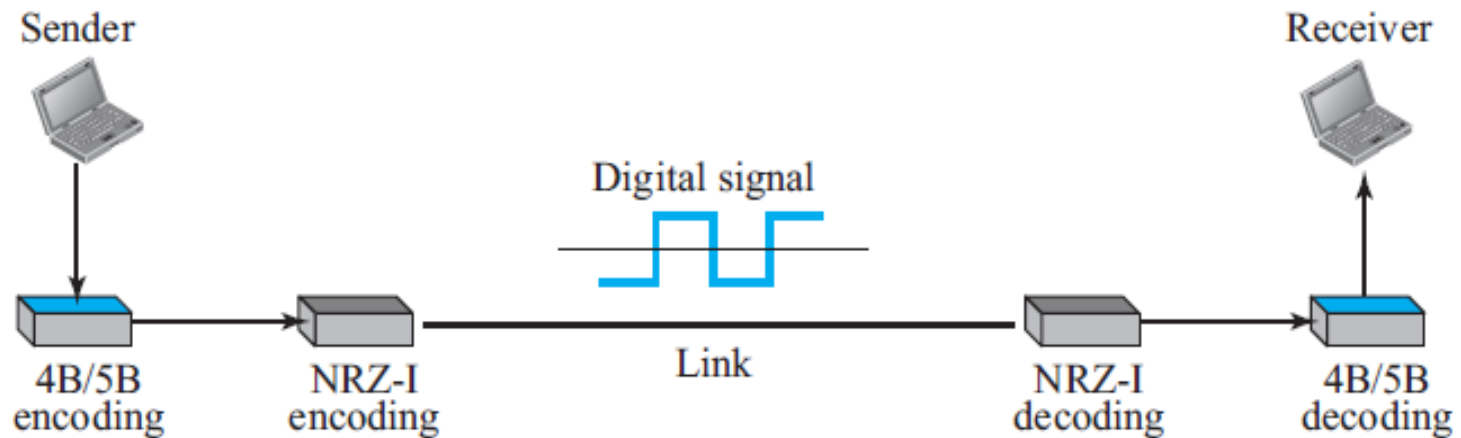 Sender
Receiver
Digital signal
Link
4B/5B
encoding
NRZ-I
encoding
NRZ-I
decoding
4B/5B
decoding